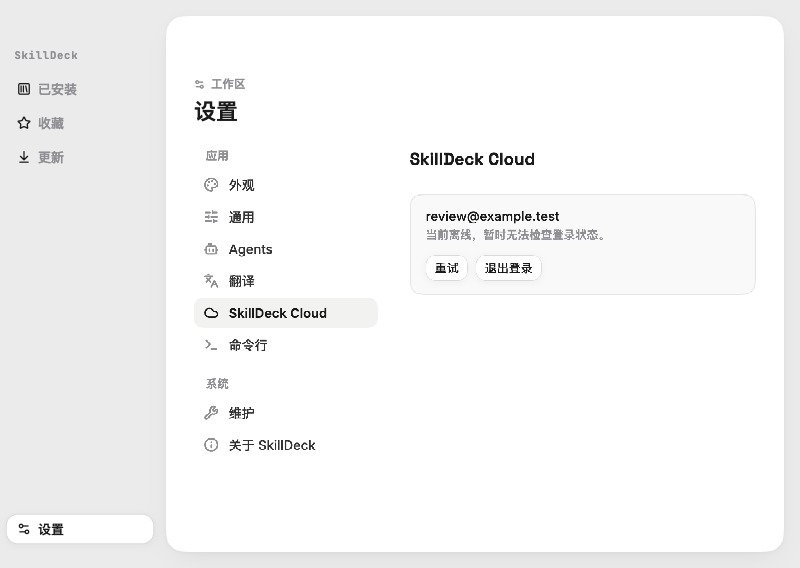 SkillDeck
已安装
收藏
更新
设置
工作区
设置
应用
外观
通用
Agents
翻译
SkillDeck Cloud
命令行
系统
维护
关于 SkillDeck
SkillDeck Cloud
review@example.test
当前离线，暂时无法检查登录状态。
重试
退出登录